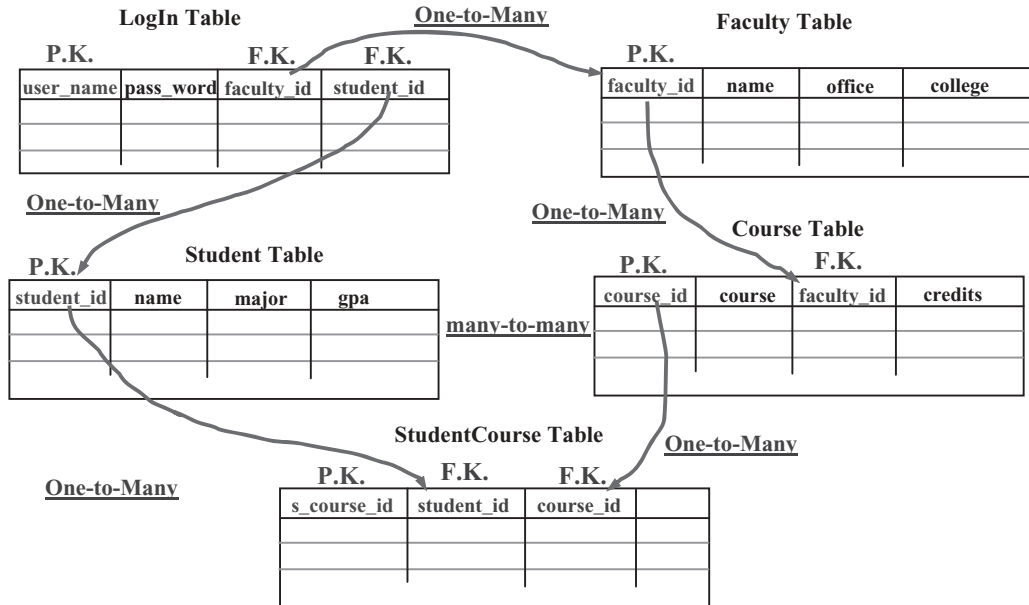 LogIn Table
One-to-Many
Faculty Table
P.K.
F.K.
F.K.
P.K.
user_name pass_word faculty_id student_id
faculty_id name office college
One-to-Many
One-to-Many
Course Table
Student Table
P.K.
P.K.
F.K.
student_id name major gpa
course_id course faculty_id credits
many-to-many
StudentCourse Table
One-to-Many
P.K.
F.K.
F.K.
One-to-Many
s_course_id student_id course_id